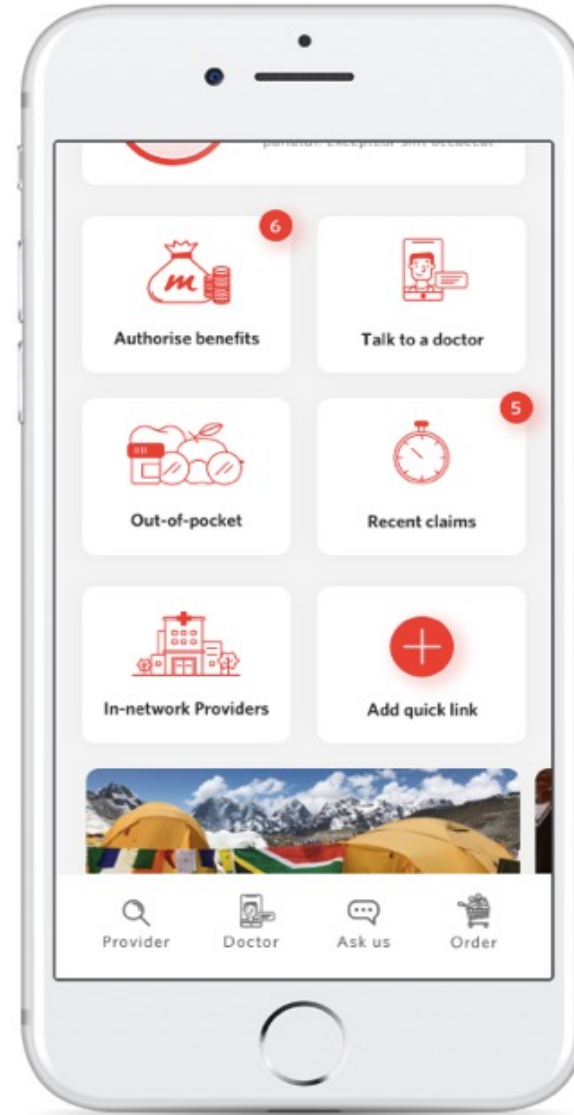 6
m
Authorise benefits
Talk to a doctor
5
Out-of-pocket
Recent claims
In-network Providers
Add quick link
Provider
Doctor
Ask us
Order